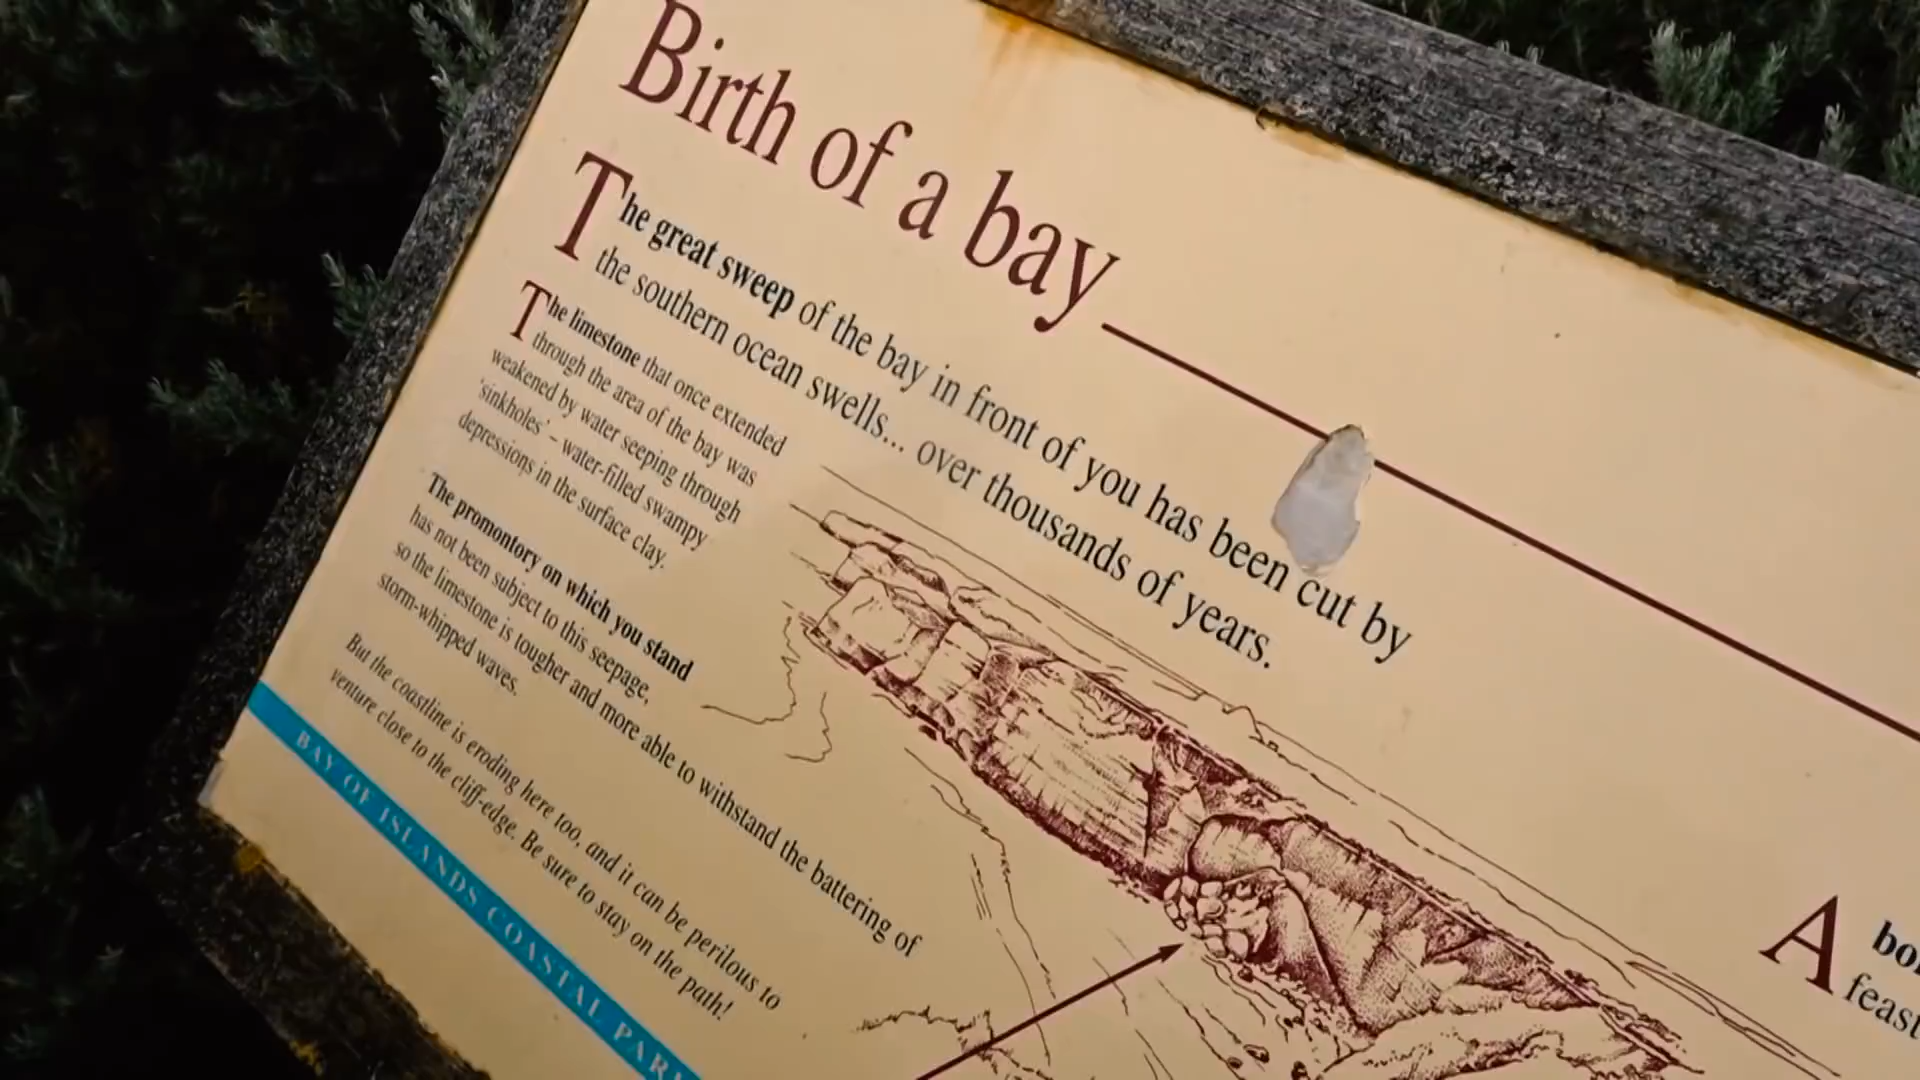 Birth of a bay
The great sweep of the bay in front of you has been cut by
the southern ocean swells... over thousands of years.
The limestone that once extended
through the area of the bay was
weakened by water seeping through
'sinkholes' – water-filled swampy
depressions in the surface clay.
The promontory on which you stand
has not been subject to this seepage,
so the limestone is tougher and more able to withstand the battering of
storm-whipped waves.
But the coastline is eroding here too, and it can be perilous to
venture close to the cliff-edge. Be sure to stay on the path!
BAY OF ISLANDS COASTAL PARK
A
feast